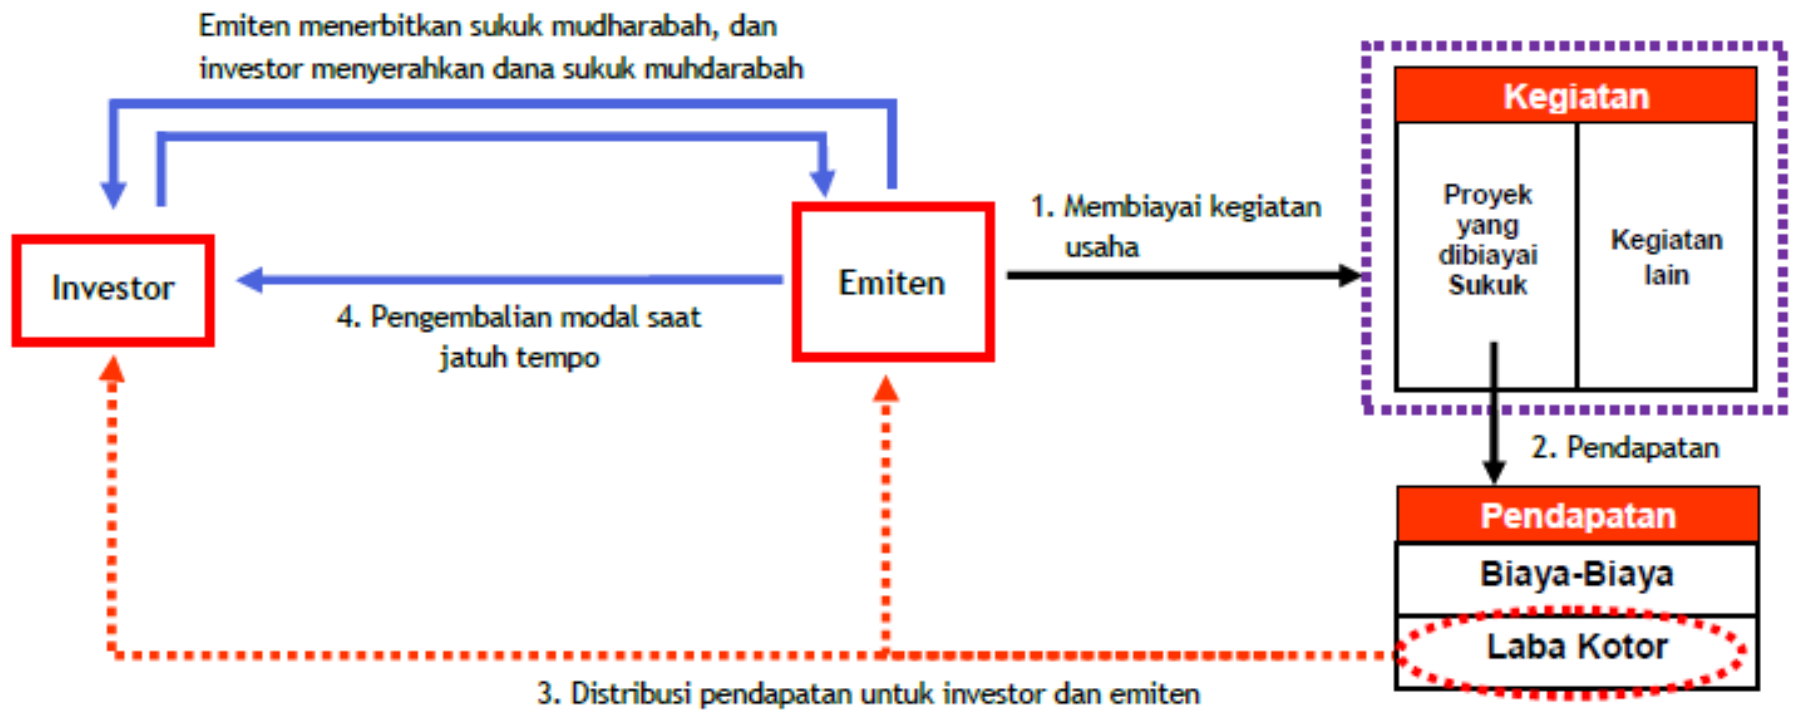 Emiten menerbitkan sukuk mudharabah, dan
investor menyerahkan dana sukuk muhdarabah
Investor
Emiten
1. Membiayai kegiatan
usaha
4. Pengembalian modal saat
jatuh tempo
Kegiatan
Proyek
yang
dibiayai
Sukuk
Kegiatan
lain
2. Pendapatan
Pendapatan
Biaya-Biaya
Laba Kotor
3. Distribusi pendapatan untuk investor dan emiten